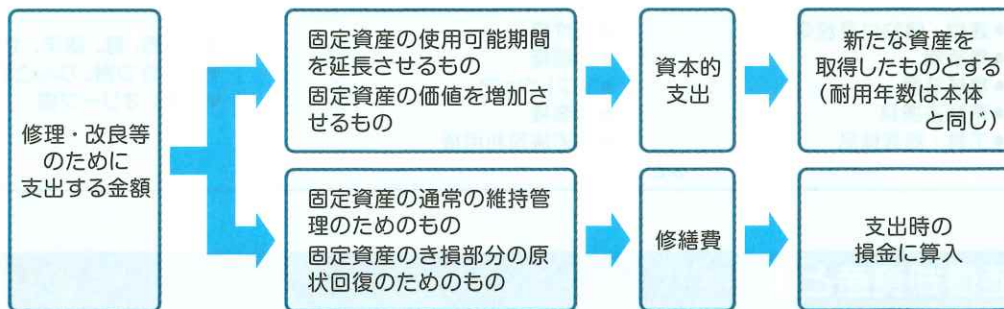 修理・改良等
のために
支出する金額
固定資産の使用可能期間
を延長させるもの
固定資産の価値を増加さ
せるもの
資本的
支出
新たな資産を
取得したものとする
（耐用年数は本体
と同じ）
固定資産の通常の維持管
理のためのもの
固定資産のき損部分の原
状回復のためのもの
修繕費
支出時の
損金に算入